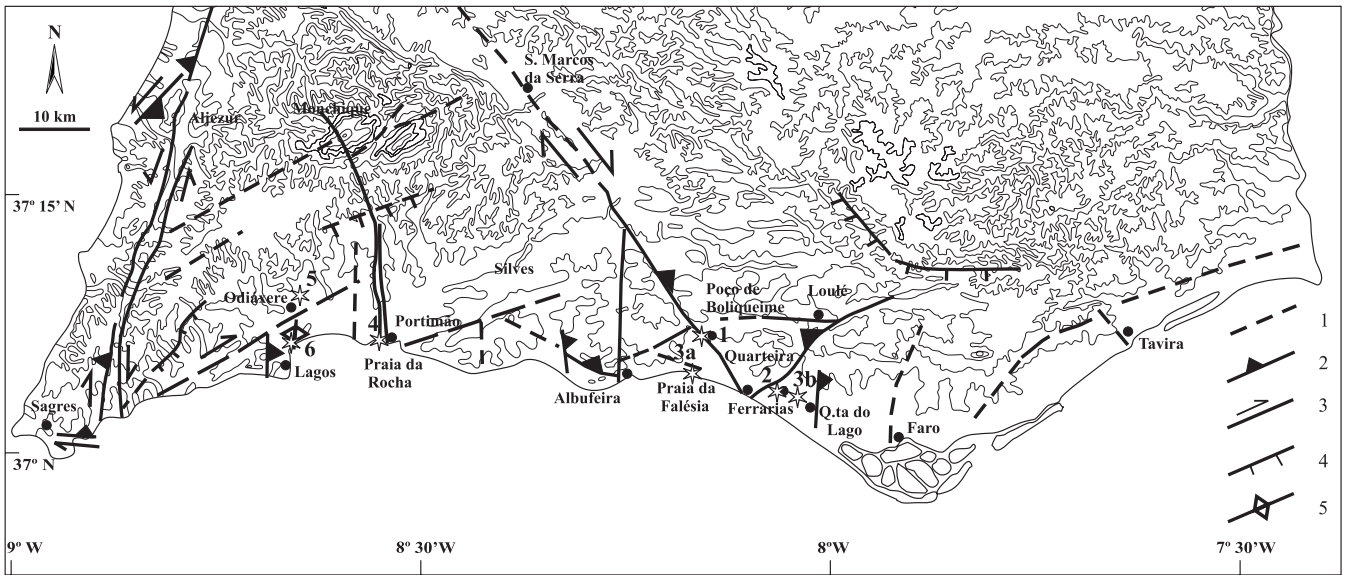 N
10 km
S. Marcos
da Serra
Monchique
Aljezur
37º 15’ N
Silves
Odiáxere
5
Poço de
Boliqueime
Loulé
4
Portimão
6
Praia da
Rocha
Lagos
1
3a
Quarteira
Albufeira
Praia da
Falésia
2
3b
Ferrarias
Q.ta do
Lago
Tavira
Sagres
Faro
37º N
1
2
3
4
5
9º W
8º 30’W
8º W
7º 30’W